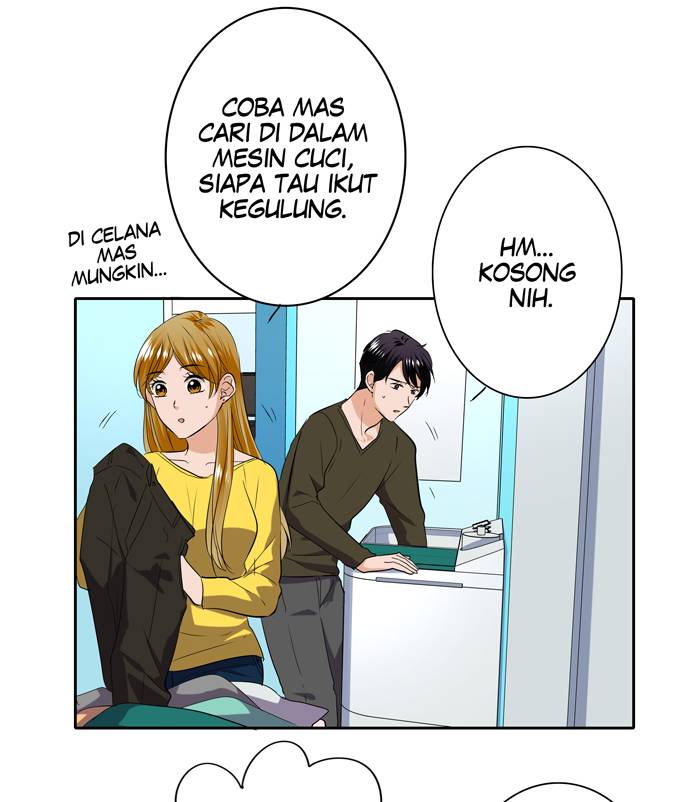 COBA MAS
CARI DI DALAM
MESIN CUCI,
SIAPA TAU IKUT
KEGULUNG.
DI CELANA
MAS
MUNGKIN...
HM...
KOSONG
NIH.